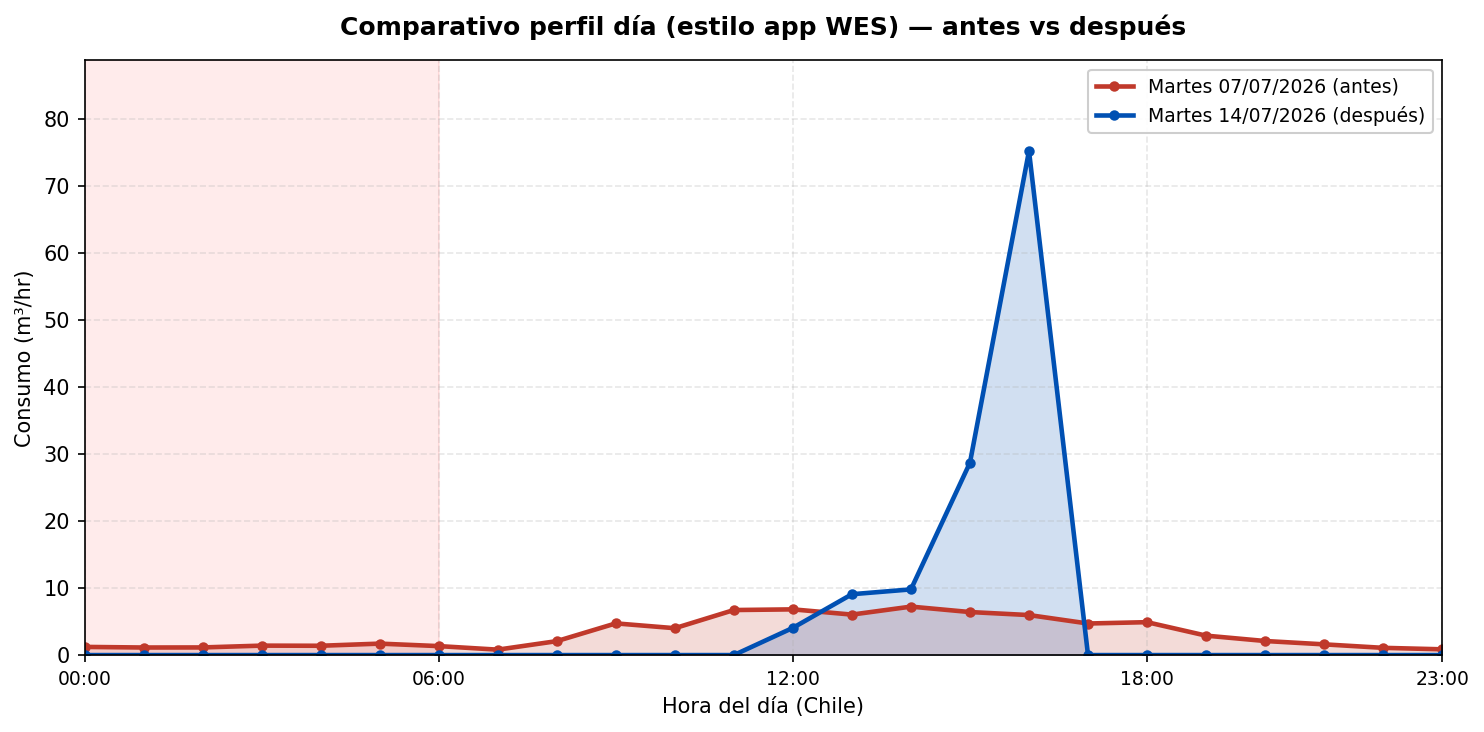 Comparativo perfil día (estilo app WES) — antes vs después
Martes 07/07/2026 (antes)
Martes 14/07/2026 (después)
Consumo (m³/hr)
80
70
60
50
40
30
20
10
0
00:00
06:00
12:00
18:00
23:00
Hora del día (Chile)